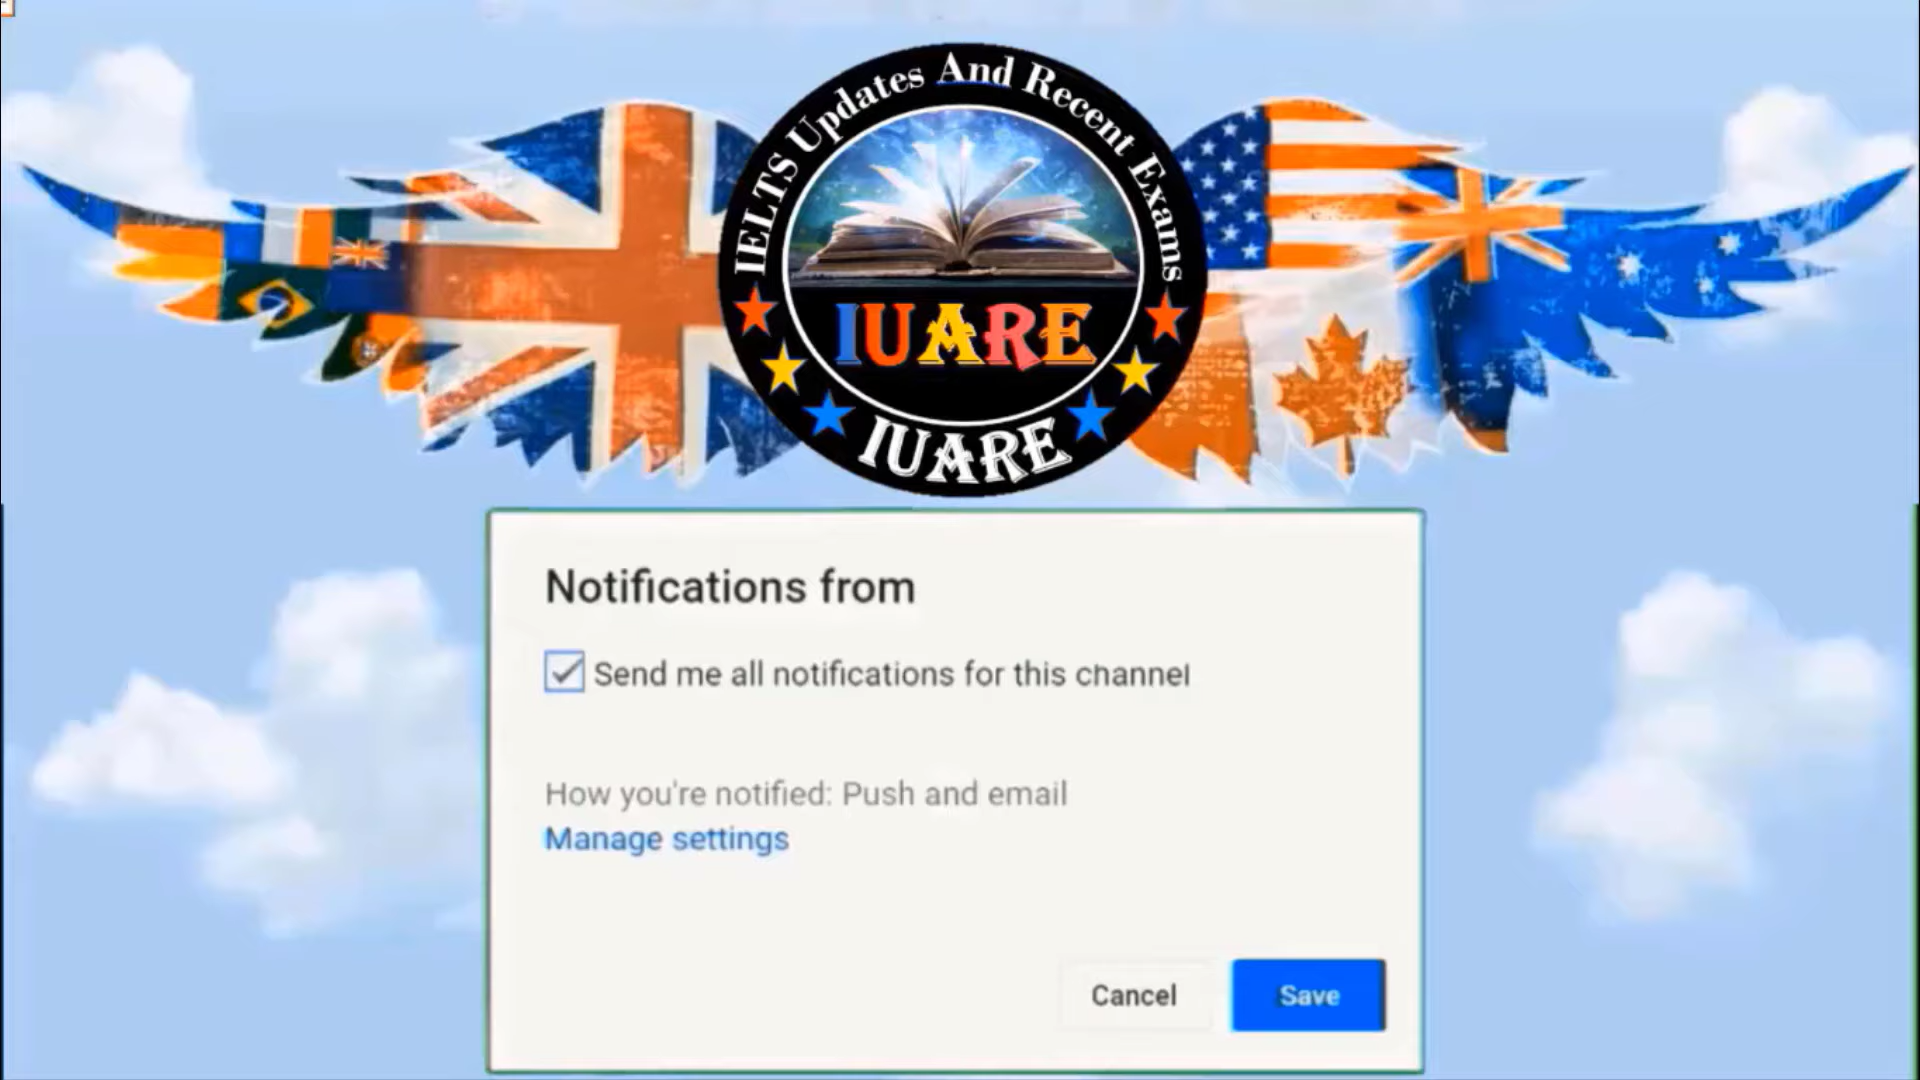 IELTS Updates And Recent Exams
IUARE
IUARE
Notifications from
Send me all notifications for this channel
How you're notified: Push and email
Manage settings
Cancel
Save